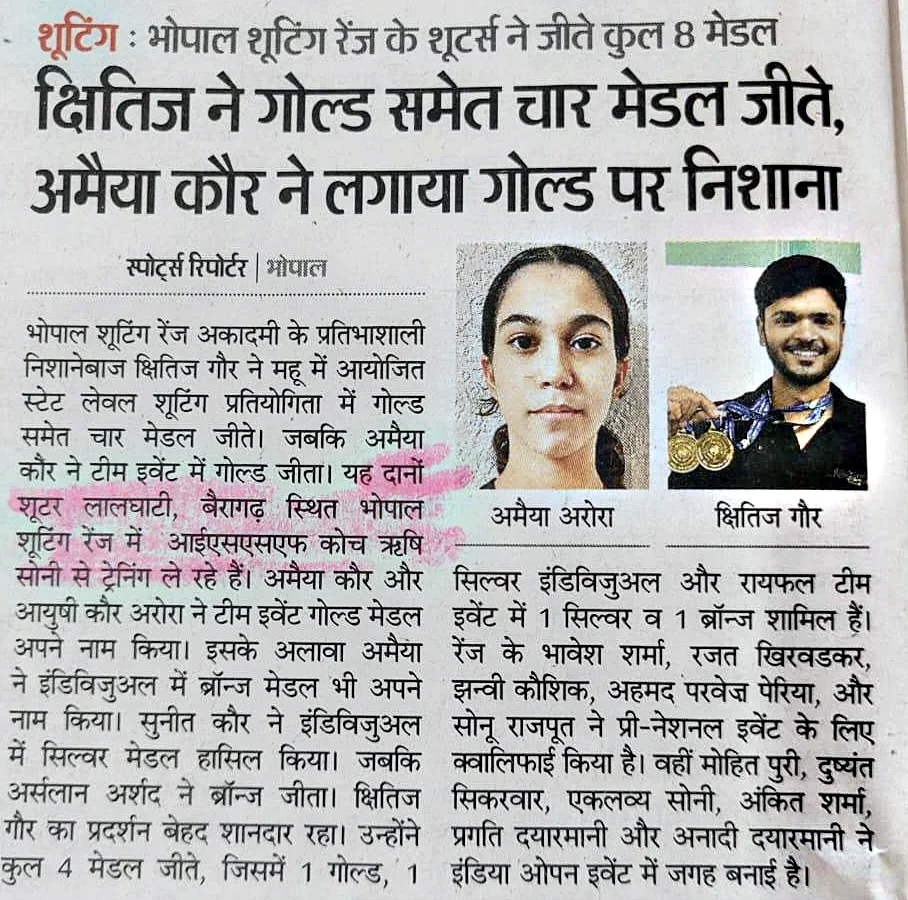 शूटिंग : भोपाल शूटिंग रेंज के शूटर्स ने जीते कुल 8 मेडल
क्षितिज ने गोल्ड समेत चार मेडल जीते,
अमैया कौर ने लगाया गोल्ड पर निशाना
स्पोर्ट्स रिपोर्टर | भोपाल
भोपाल शूटिंग रेंज अकादमी के प्रतिभाशाली
निशानेबाज क्षितिज गौर ने महू में आयोजित
स्टेट लेवल शूटिंग प्रतियोगिता में गोल्ड
समेत चार मेडल जीते। जबकि अमैया
कौर ने टीम इवेंट में गोल्ड जीता। यह दानों
शूटर लालघाटी, बैरागढ़ स्थित भोपाल
शूटिंग रेंज में आईएसएसएफ कोच ऋषि
सोनी से ट्रेनिंग ले रहे हैं। अमैया कौर और
आयुषी कौर अरोरा ने टीम इवेंट गोल्ड मेडल
अपने नाम किया। इसके अलावा अमैया
ने इंडिविजुअल में ब्रॉन्ज मेडल भी अपने
नाम किया। सुनीत कौर ने इंडिविजुअल
में सिल्वर मेडल हासिल किया। जबकि
अर्सलान अर्शद ने ब्रॉन्ज जीता। क्षितिज
गौर का प्रदर्शन बेहद शानदार रहा। उन्होंने
कुल 4 मेडल जीते, जिसमें 1 गोल्ड, 1
अमैया अरोरा
क्षितिज गौर
सिल्वर इंडिविजुअल और रायफल टीम
इवेंट में 1 सिल्वर व 1 ब्रॉन्ज शामिल हैं।
रेंज के भावेश शर्मा, रजत खिरवडकर,
झन्वी कौशिक, अहमद परवेज पेरिया, और
सोनू राजपूत ने प्री-नेशनल इवेंट के लिए
क्वालिफाई किया है। वहीं मोहित पुरी, दुष्यंत
सिकरवार, एकलव्य सोनी, अंकित शर्मा,
प्रगति दयारमानी और अनादी दयारमानी ने
इंडिया ओपन इवेंट में जगह बनाई है।